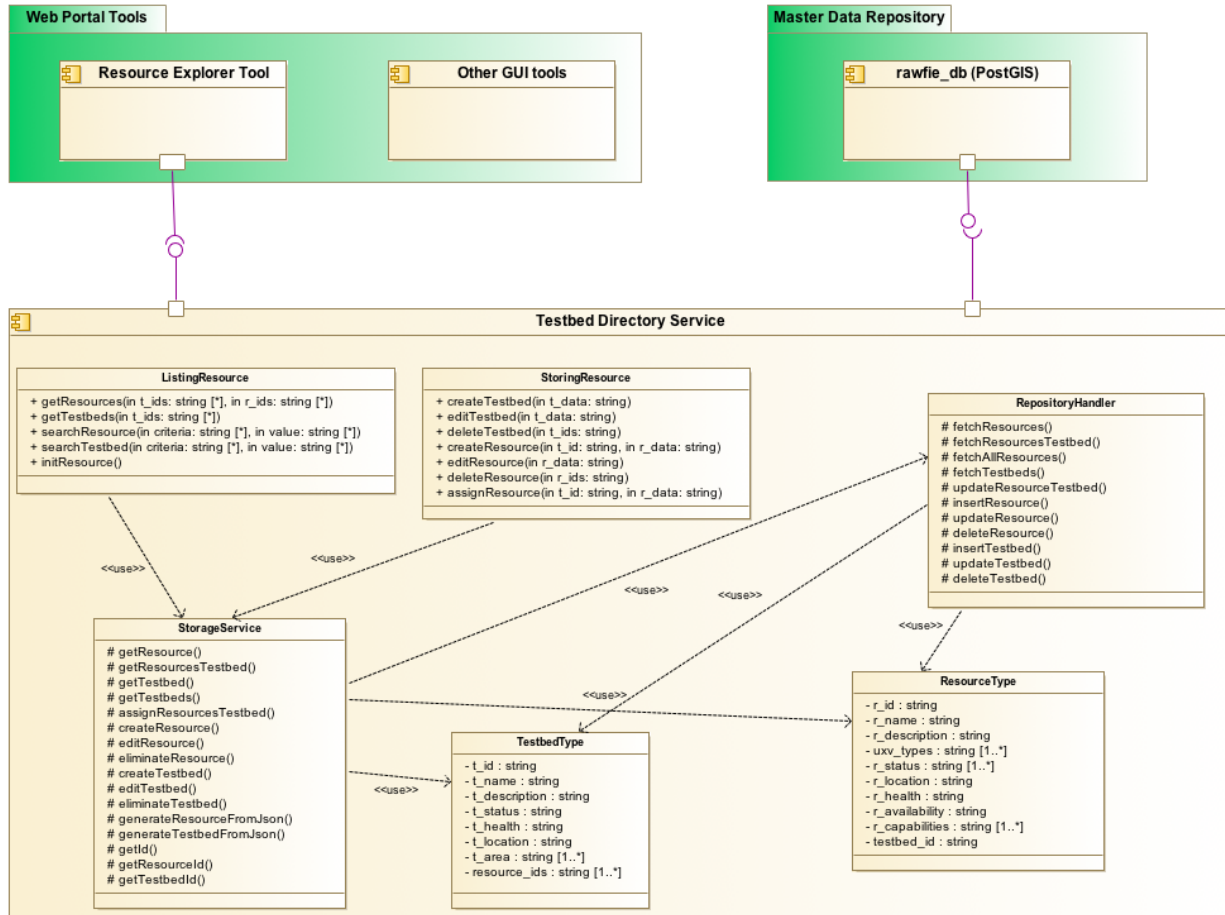 Web Portal Tools
Resource Explorer Tool
Other GUI tools
Master Data Repository
rawfie_db (PostGIS)
Testbed Directory Service
ListingResource
+ getResources(in t_ids: string [*], in r_ids: string [*])
+ getTestbeds(in t_ids: string [*])
+ searchResource(in criteria: string [*], in value: string [*])
+ searchTestbed(in criteria: string [*], in value: string [*])
+ initResource()
StoringResource
+ createTestbed(in t_data: string)
+ editTestbed(in t_data: string)
+ deleteTestbed(in t_ids: string)
+ createResource(in t_id: string, in r_data: string)
+ editResource(in r_data: string)
+ deleteResource(in r_ids: string)
+ assignResource(in t_id: string, in r_data: string)
RepositoryHandler
# fetchResources()
# fetchResourcesTestbed()
# fetchAllResources()
# fetchTestbeds()
# updateResourceTestbed()
# insertResource()
# updateResource()
# deleteResource()
# insertTestbed()
# updateTestbed()
# deleteTestbed()
<<use>>
<<use>>
<<use>>
<<use>>
<<use>>
<<use>>
<<use>>
StorageService
# getResource()
# getResourcesTestbed()
# getTestbed()
# getTestbeds()
# assignResourcesTestbed()
# createResource()
# editResource()
# eliminateResource()
# createTestbed()
# editTestbed()
# eliminateTestbed()
# generateResourceFromJson()
# generateTestbedFromJson()
# getId()
# getResourceId()
# getTestbedId()
TestbedType
- t_id : string
- t_name : string
- t_description : string
- t_status : string
- t_health : string
- t_location : string
- t_area : string [1..*]
- resource_ids : string [1..*]
ResourceType
- r_id : string
- r_name : string
- r_description : string
- uxv_types : string [1..*]
- r_status : string [1..*]
- r_location : string
- r_health : string
- r_availability : string
- r_capabilities : string [1..*]
- testbed_id : string